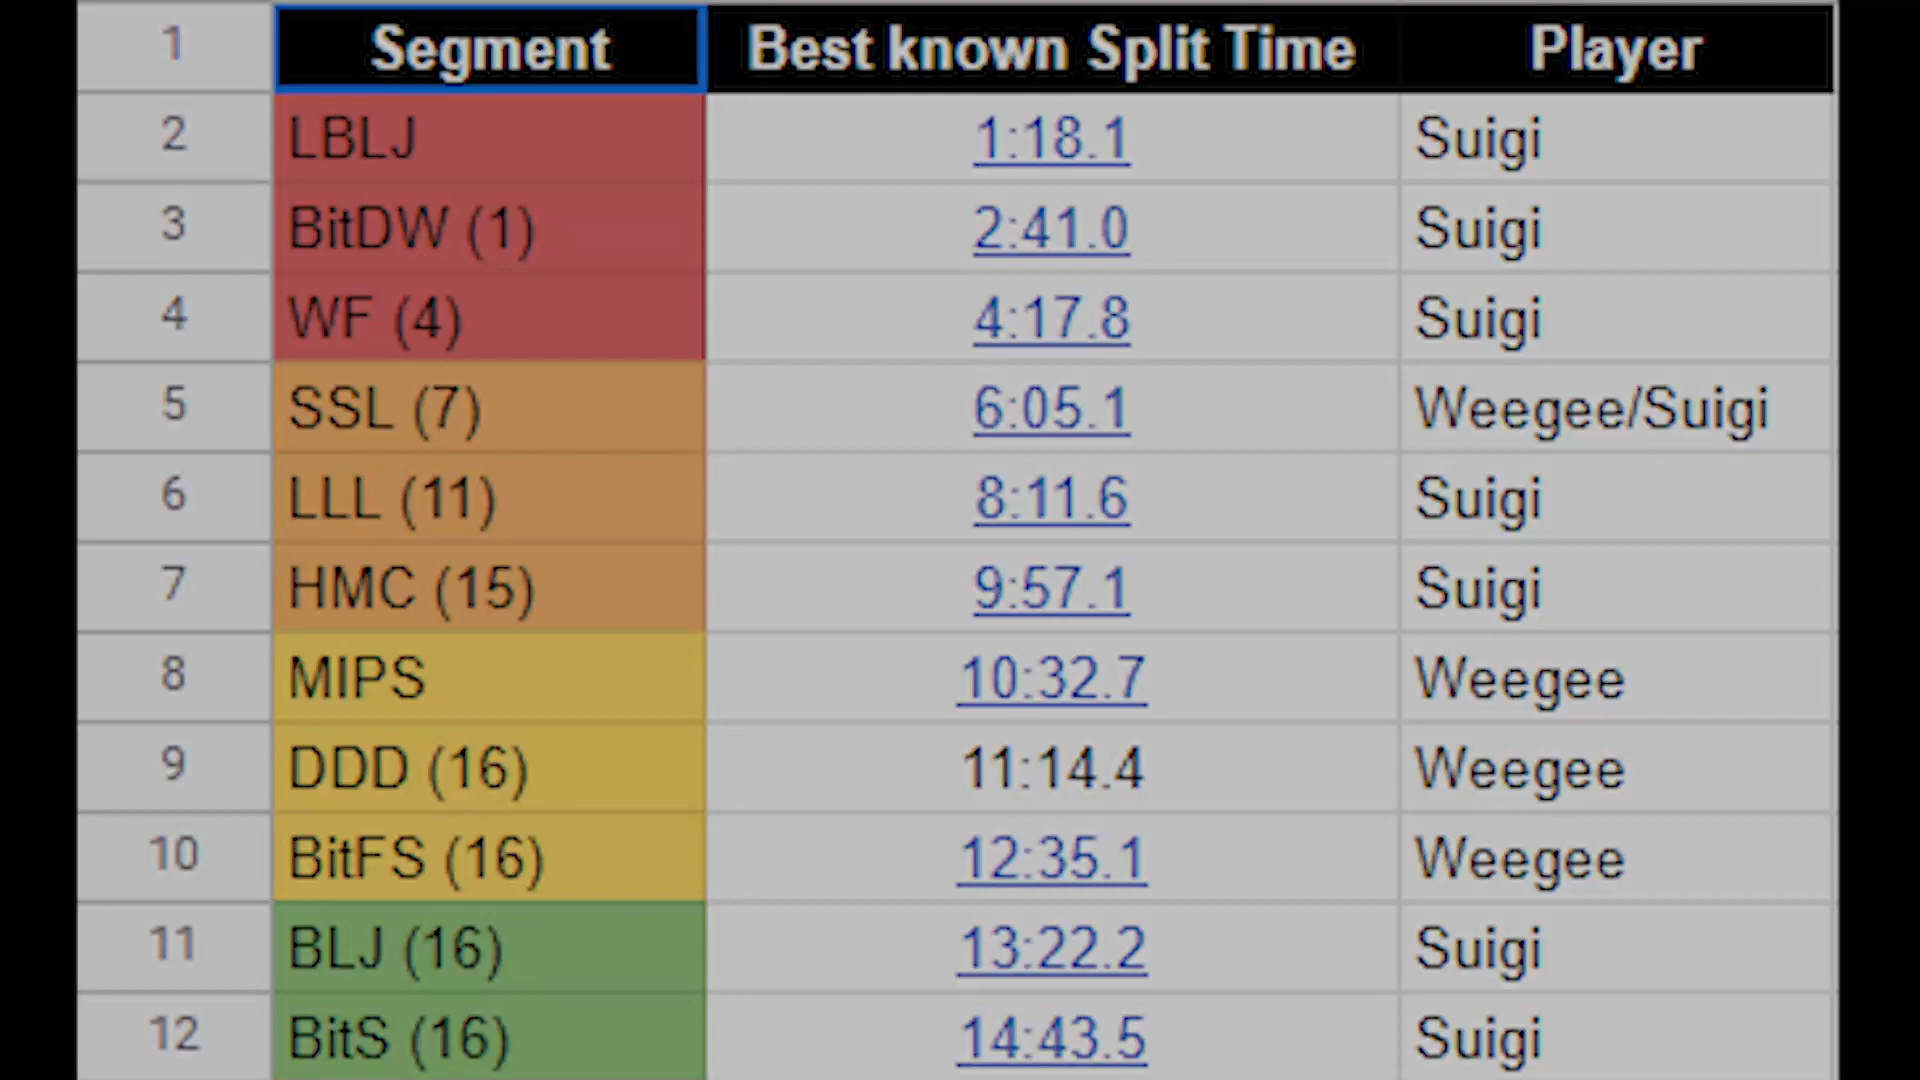 1 Segment Best known Split Time Player
2 LBLJ 1:18.1 Suigi
3 BitDW (1) 2:41.0 Suigi
4 WF (4) 4:17.8 Suigi
5 SSL (7) 6:05.1 Weegee/Suigi
6 LLL (11) 8:11.6 Suigi
7 HMC (15) 9:57.1 Suigi
8 MIPS 10:32.7 Weegee
9 DDD (16) 11:14.4 Weegee
10 BitFS (16) 12:35.1 Weegee
11 BLJ (16) 13:22.2 Suigi
12 BitS (16) 14:43.5 Suigi